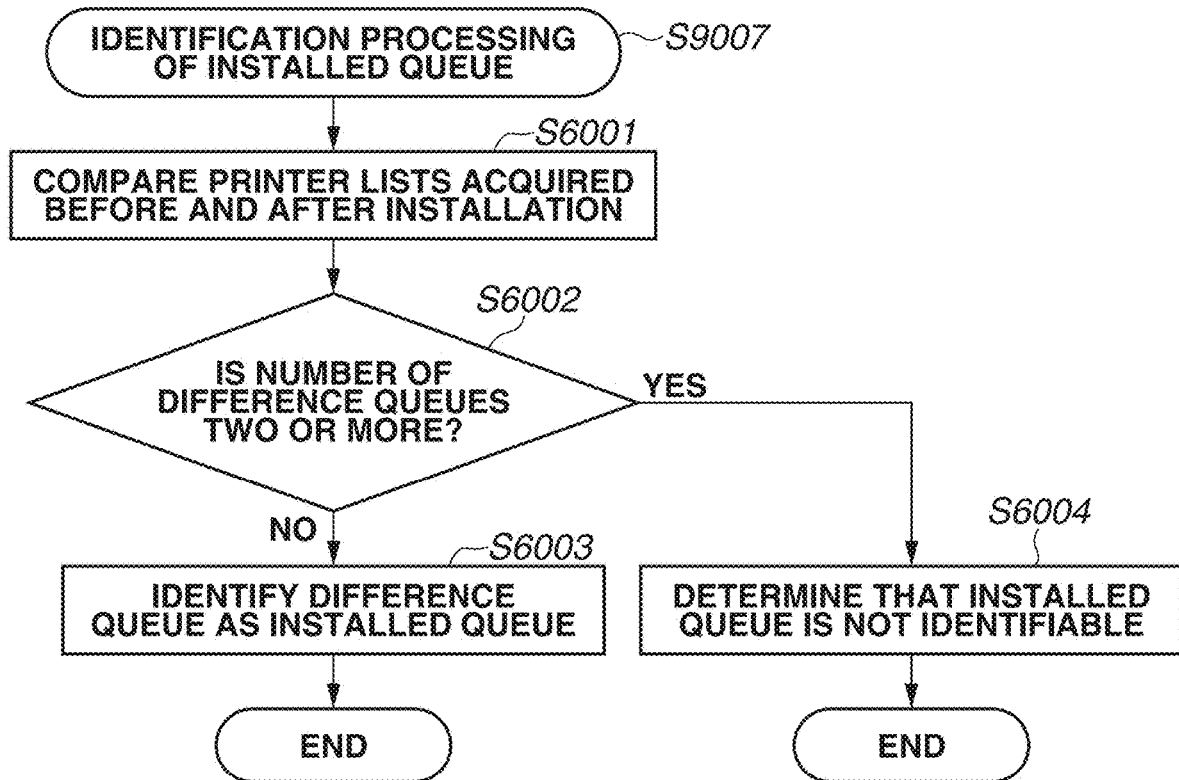 IDENTIFICATION PROCESSING
OF INSTALLED QUEUE
S9007
S6001
COMPARE PRINTER LISTS ACQUIRED
BEFORE AND AFTER INSTALLATION
S6002
IS NUMBER OF
DIFFERENCE QUEUES
TWO OR MORE?
YES
NO
S6003
IDENTIFY DIFFERENCE
QUEUE AS INSTALLED QUEUE
END
S6004
DETERMINE THAT INSTALLED
QUEUE IS NOT IDENTIFIABLE
END